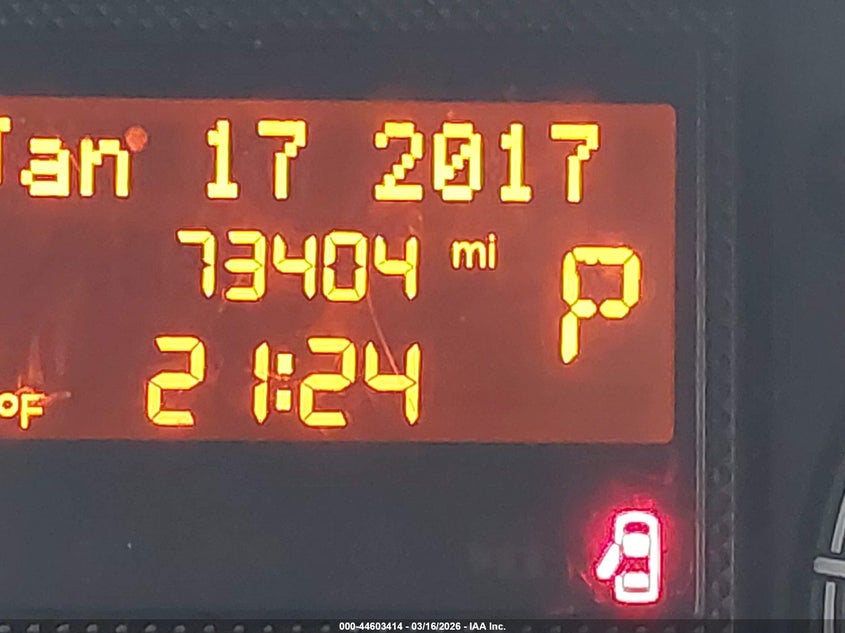 Jan 17 2017
73404 mi
P
°F 21:24
000-44603414 - 03/16/2026 - IAA Inc.